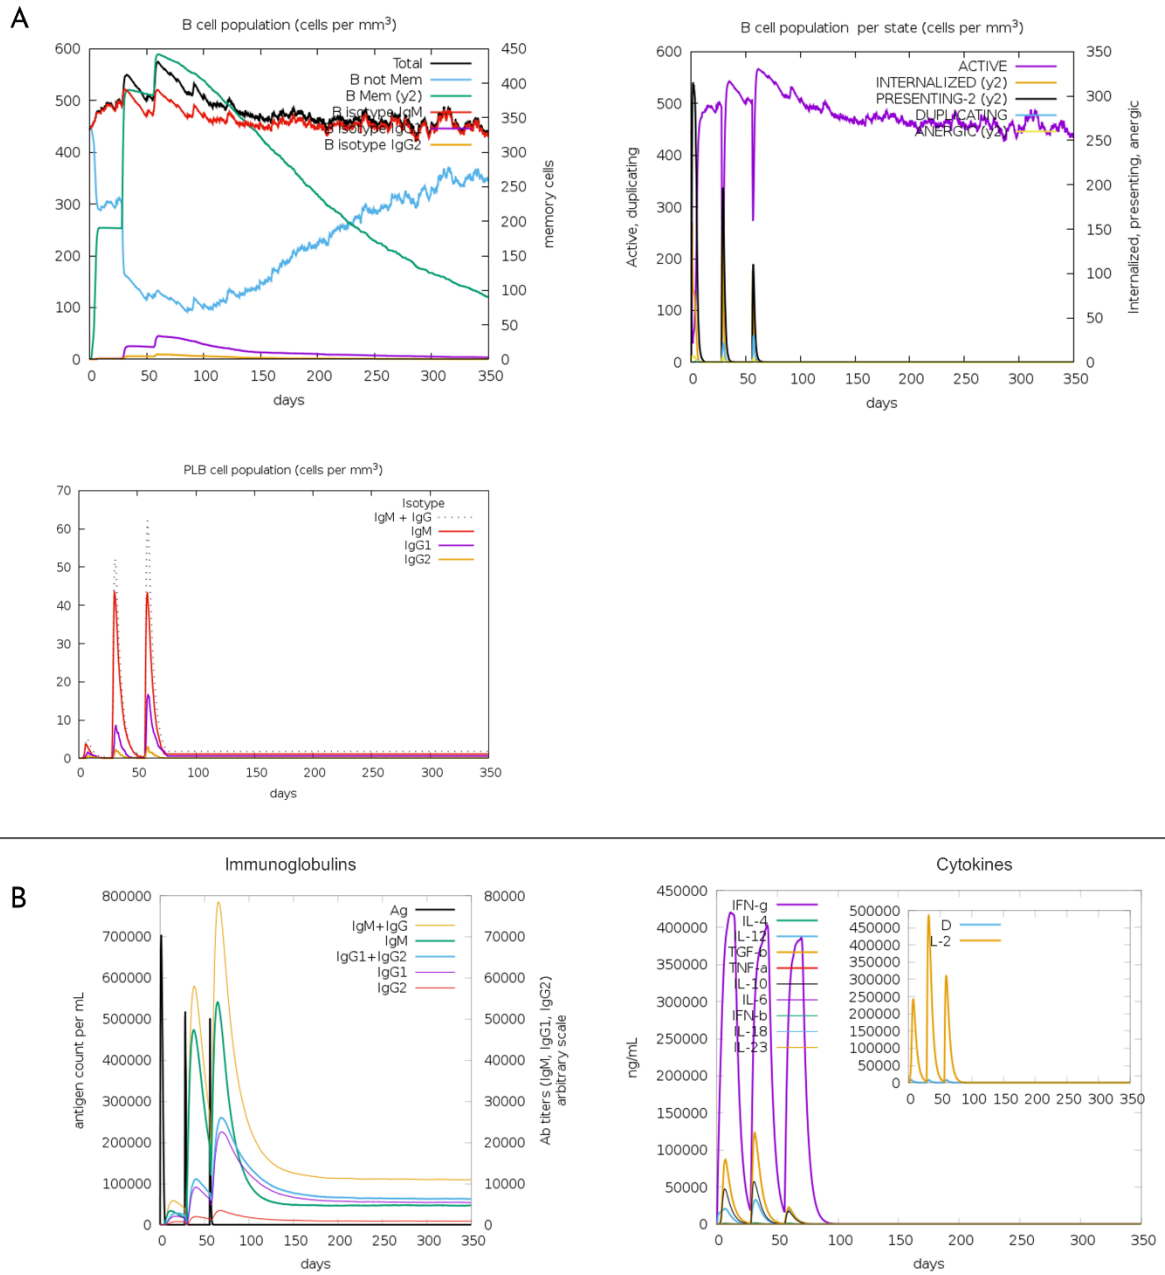 A
B cell population (cells per mm³)
600
500
400
300
200
100
0
450
400
350
300
250
200
150
100
50
0
Total
B not Mem
B Mem (y2)
B isotype IgM
B isotype IgG1
B isotype IgG2
memory cells
0 50 100 150 200 250 300 350
days
B cell population per state (cells per mm³)
600
500
400
300
200
100
0
350
300
250
200
150
100
50
0
Active, duplicating
ACTIVE
INTERNALIZED (y2)
PRESENTING-2 (y2)
DUPLICATING
ANERGIC (y2)
Internalized, presenting, anergic
0 50 100 150 200 250 300 350
days
PLB cell population (cells per mm³)
70
60
50
40
30
20
10
0
Isotype
IgM + IgG
IgM
IgG1
IgG2
0 50 100 150 200 250 300 350
days
B
Immunoglobulins
800000
700000
600000
500000
400000
300000
200000
100000
0
80000
70000
60000
50000
40000
30000
20000
10000
0
antigen count per mL
Ag
IgM+IgG
IgM
IgG1+IgG2
IgG1
IgG2
Ab titers (IgM, IgG1, IgG2)
arbitrary scale
0 50 100 150 200 250 300 350
days
Cytokines
450000
400000
350000
300000
250000
200000
150000
100000
50000
0
ng/mL
IFN-g
IL-4
IL-12
TGF-b
TNF-a
IL-10
IL-6
IFN-b
IL-18
IL-23
500000
450000
400000
350000
300000
250000
200000
150000
100000
50000
0
D
IL-2
0 50 100 150 200 250 300 350
0 50 100 150 200 250 300 350
days